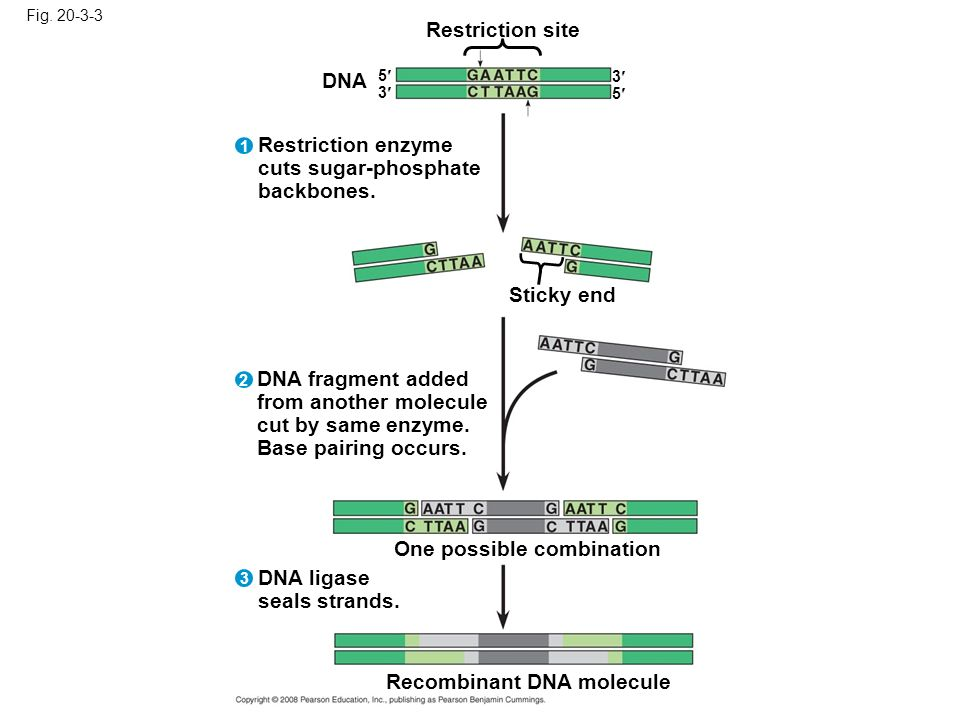 Fig. 20-3-3
Restriction site
DNA
5′ GAATTC 3′
3′ CTTAAG 5′
1 Restriction enzyme
cuts sugar-phosphate
backbones.
G AATTC
CTTAA G
Sticky end
AATTC G
G CTTAA
2 DNA fragment added
from another molecule
cut by same enzyme.
Base pairing occurs.
G AATT C G AATT C
C TTAA G C TTAA G
One possible combination
3 DNA ligase
seals strands.
Recombinant DNA molecule
Copyright © 2008 Pearson Education, Inc., publishing as Pearson Benjamin Cummings.